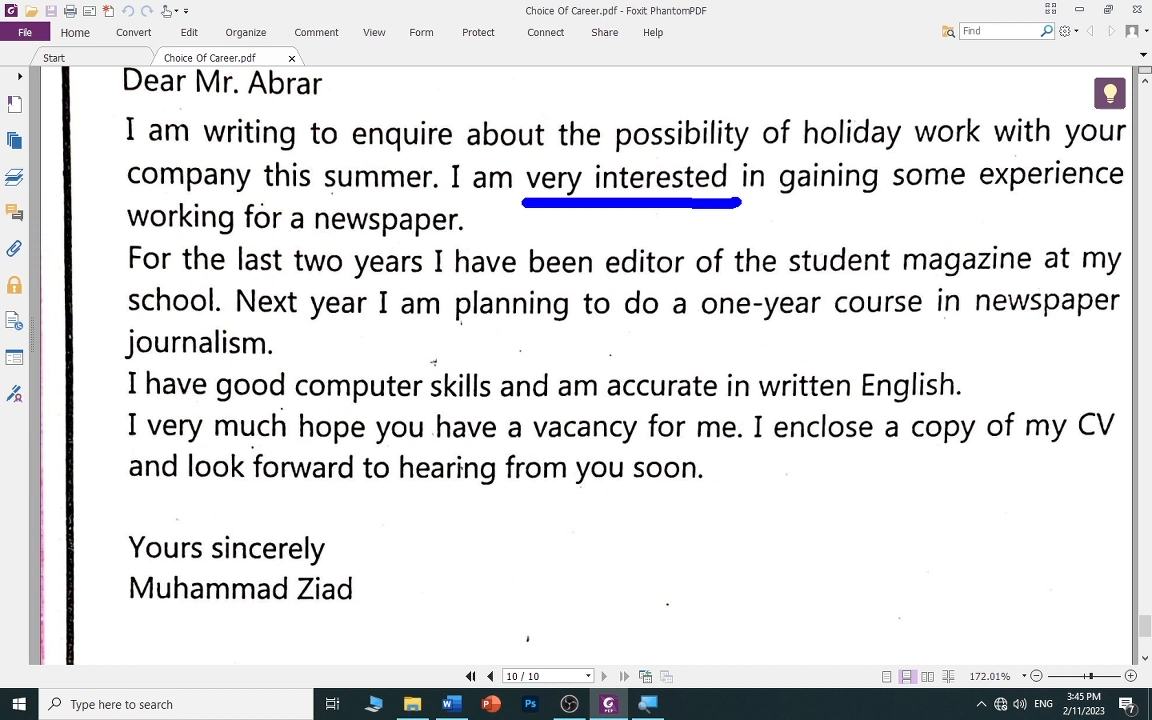 Choice Of Career.pdf - Foxit PhantomPDF
File Home Convert Edit Organize Comment View Form Protect Connect Share Help Find
Start Choice Of Career.pdf
Dear Mr. Abrar
I am writing to enquire about the possibility of holiday work with your
company this summer. I am very interested in gaining some experience
working for a newspaper.
For the last two years I have been editor of the student magazine at my
school. Next year I am planning to do a one-year course in newspaper
journalism.
I have good computer skills and am accurate in written English.
I very much hope you have a vacancy for me. I enclose a copy of my CV
and look forward to hearing from you soon.
Yours sincerely
Muhammad Ziad
10 / 10 172.01%
Type here to search
ENG
3:45 PM
2/11/2023
7